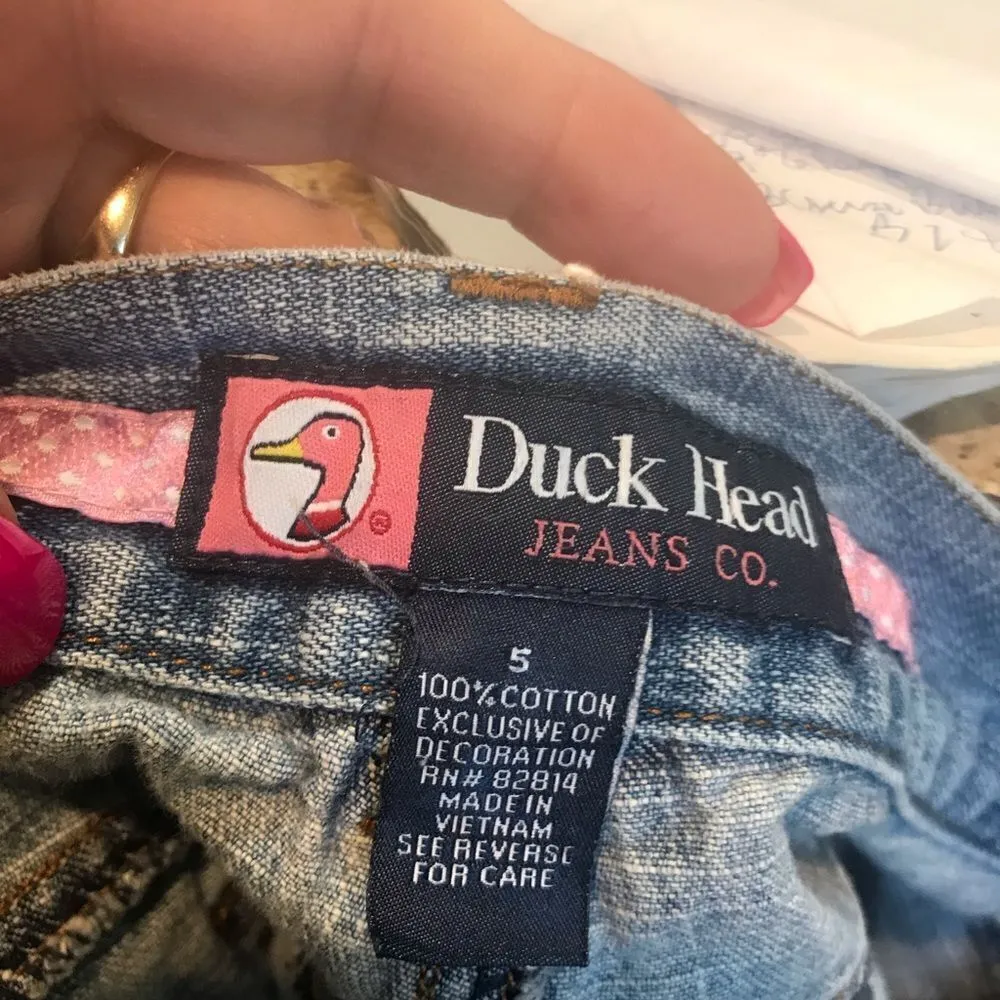 Duck Head
®
JEANS CO.
5
100% COTTON
EXCLUSIVE OF
DECORATION
RN# 82814
MADE IN
VIETNAM
SEE REVERSE
FOR CARE